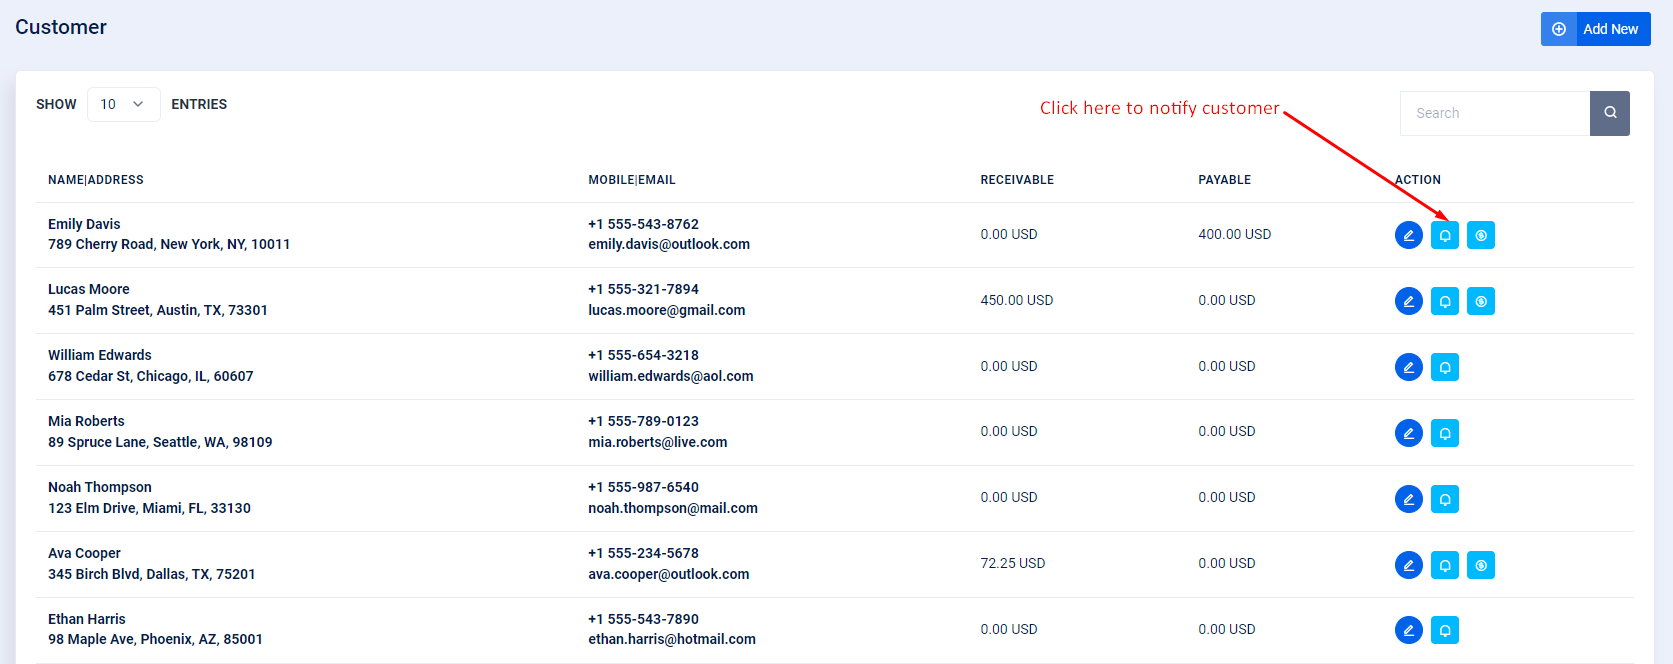 Customer
Add New
SHOW 10 ENTRIES
Click here to notify customer
Search
NAME|ADDRESS MOBILE|EMAIL RECEIVABLE PAYABLE ACTION
Emily Davis +1 555-543-8762
789 Cherry Road, New York, NY, 10011 emily.davis@outlook.com
0.00 USD 400.00 USD
Lucas Moore +1 555-321-7894
451 Palm Street, Austin, TX, 73301 lucas.moore@gmail.com
450.00 USD 0.00 USD
William Edwards +1 555-654-3218
678 Cedar St, Chicago, IL, 60607 william.edwards@aol.com
0.00 USD 0.00 USD
Mia Roberts +1 555-789-0123
89 Spruce Lane, Seattle, WA, 98109 mia.roberts@live.com
0.00 USD 0.00 USD
Noah Thompson +1 555-987-6540
123 Elm Drive, Miami, FL, 33130 noah.thompson@mail.com
0.00 USD 0.00 USD
Ava Cooper +1 555-234-5678
345 Birch Blvd, Dallas, TX, 75201 ava.cooper@outlook.com
72.25 USD 0.00 USD
Ethan Harris +1 555-543-7890
98 Maple Ave, Phoenix, AZ, 85001 ethan.harris@hotmail.com
0.00 USD 0.00 USD